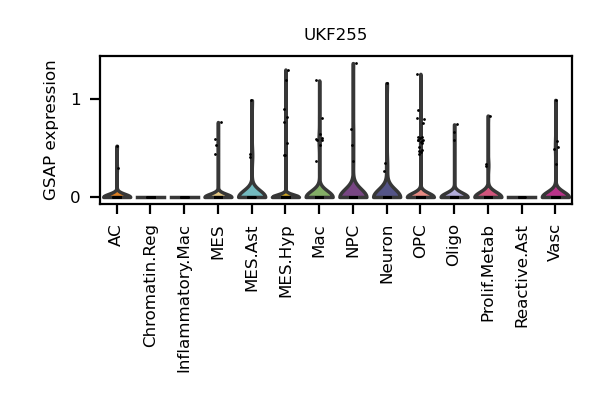 UKF255
GSAP expression
1
0
AC
Chromatin.Reg
Inflammatory.Mac
MES
MES.Ast
MES.Hyp
Mac
NPC
Neuron
OPC
Oligo
Prolif.Metab
Reactive.Ast
Vasc